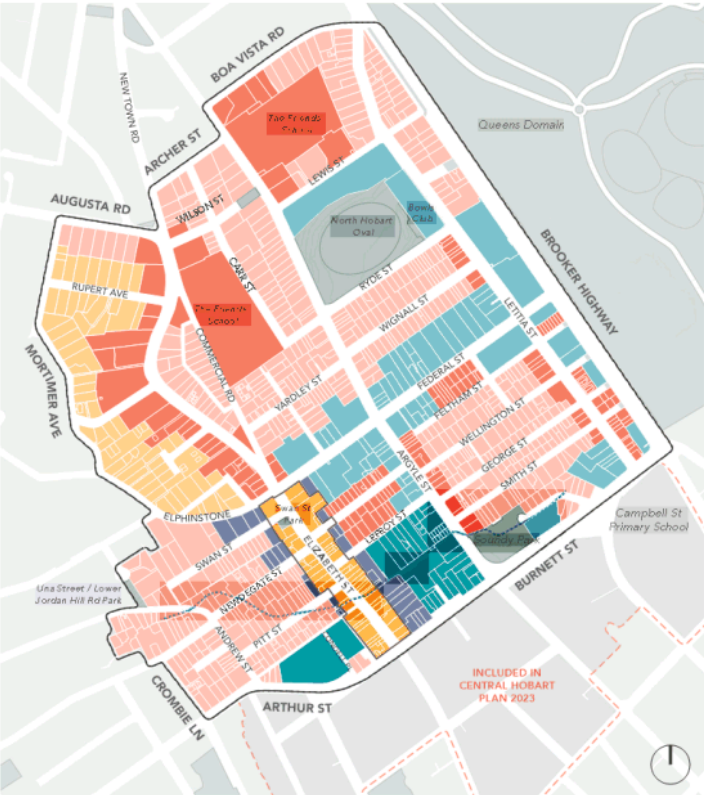 BOA VISTA RD
NEW TOWN RD
The Friends
School
Queens Domain
ARCHER ST
LEWIS ST
AUGUSTA RD
WILSON ST
Bowls
Club
North Hobart
Oval
CARR ST
RYDE ST
BROOKER HIGHWAY
RUPERT AVE
The Friends
School
WIGNALL ST
LETITIA ST
COMMERCIAL RD
MORTIMER AVE
YARDLEY ST
FEDERAL ST
FELTHAM ST
WELLINGTON ST
GEORGE ST
ARGYLE ST
SMITH ST
ELPHINSTONE
Swan St
Park
LEFROY ST
Soundy Park
Campbell St
Primary School
SWAN ST
ELIZABETH ST
BURNETT ST
Una Street / Lower
Jordan Hill Rd Park
NEWDEGATE ST
PITT ST
ANDREW ST
INCLUDED IN
CENTRAL HOBART
PLAN 2023
CROMBIE LN
ARTHUR ST